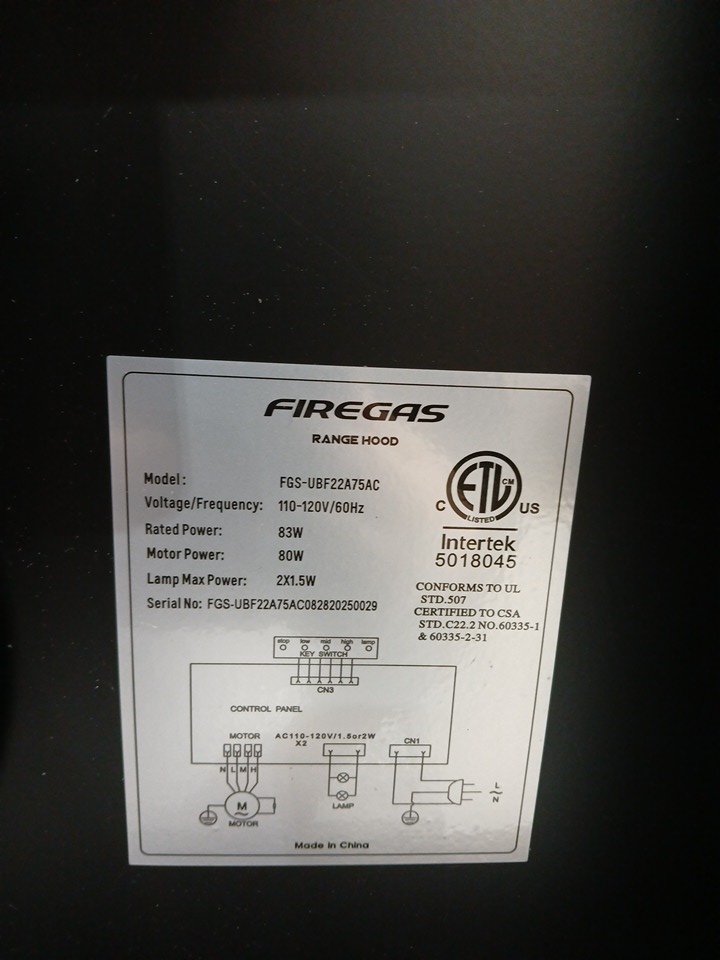 FIREGAS
RANGE HOOD
Model: FGS-UBF22A75AC
Voltage/Frequency: 110-120V/60Hz
Rated Power: 83W
Motor Power: 80W
Lamp Max Power: 2X1.5W
Serial No: FGS-UBF22A75AC082820250029
ETL CM
C LISTED US
Intertek
5018045
CONFORMS TO UL
STD.507
CERTIFIED TO CSA
STD.C22.2 NO.60335-1
& 60335-2-31
stop low mid high lamp
KEY SWITCH
CN3
CONTROL PANEL
MOTOR AC110-120V/1.5or2W CN1
X2
N L M H
M
MOTOR
LAMP
L
N
Made In China